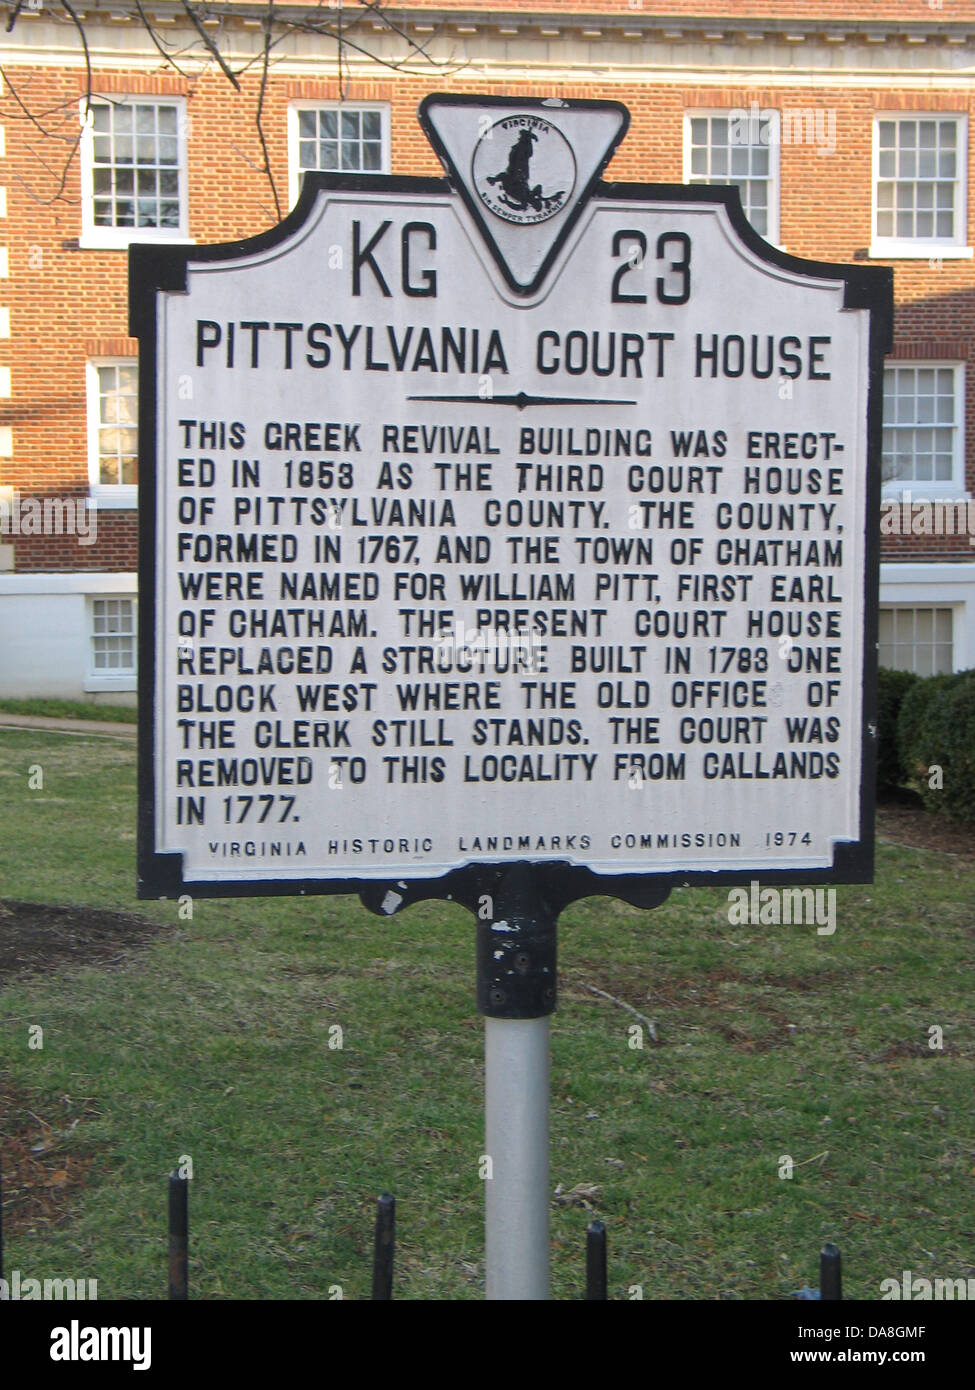 VIRGINIA
SIC SEMPER TYRANNIS
KG 23
PITTSYLVANIA COURT HOUSE
THIS GREEK REVIVAL BUILDING WAS ERECT-
ED IN 1853 AS THE THIRD COURT HOUSE
OF PITTSYLVANIA COUNTY. THE COUNTY,
FORMED IN 1767, AND THE TOWN OF CHATHAM
WERE NAMED FOR WILLIAM PITT, FIRST EARL
OF CHATHAM. THE PRESENT COURT HOUSE
REPLACED A STRUCTURE BUILT IN 1783 ONE
BLOCK WEST WHERE THE OLD OFFICE OF
THE CLERK STILL STANDS. THE COURT WAS
REMOVED TO THIS LOCALITY FROM CALLANDS
IN 1777.
VIRGINIA HISTORIC LANDMARKS COMMISSION 1974
alamy
Image ID: DA8GMF
www.alamy.com